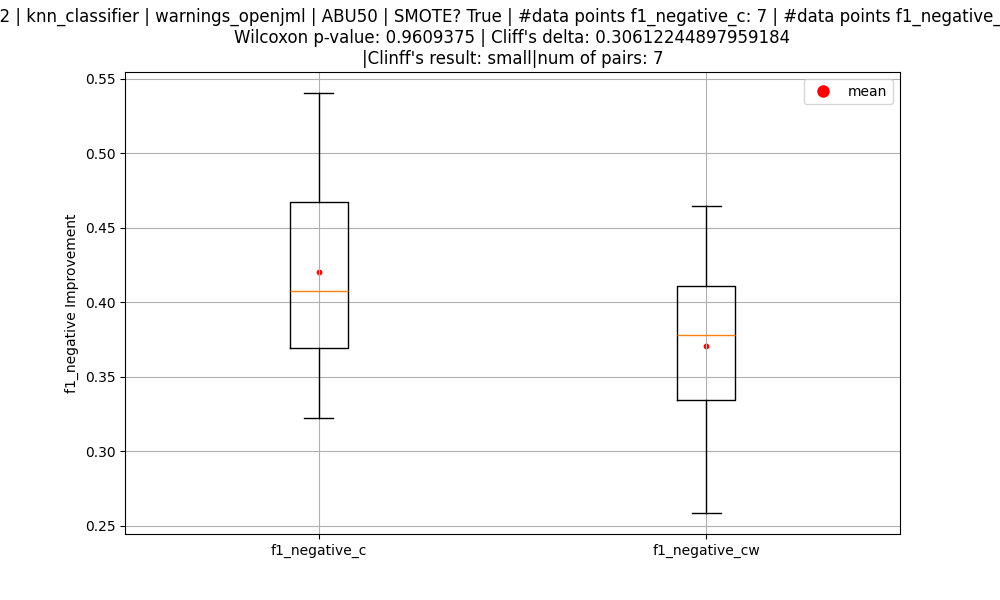 2 | knn_classifier | warnings_openjml | ABU50 | SMOTE? True | #data points f1_negative_c: 7 | #data points f1_negative_
Wilcoxon p-value: 0.9609375 | Cliff's delta: 0.30612244897959184
|Clinff's result: small|num of pairs: 7
mean
0.55
0.50
0.45
0.40
0.35
0.30
0.25
f1_negative Improvement
f1_negative_c
f1_negative_cw